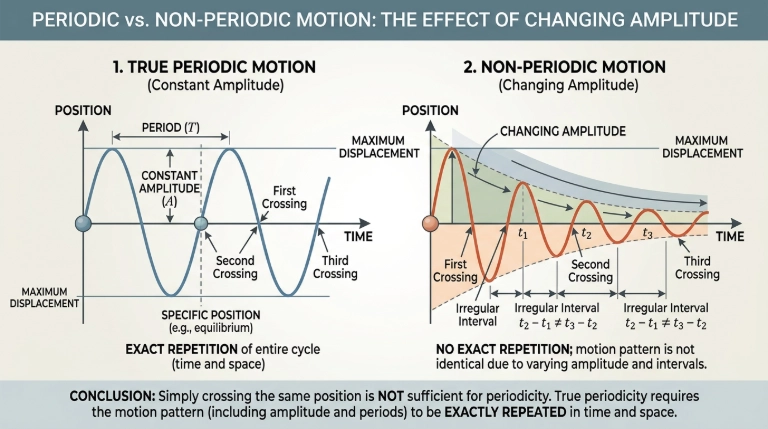 PERIODIC vs. NON-PERIODIC MOTION: THE EFFECT OF CHANGING AMPLITUDE
1. TRUE PERIODIC MOTION
(Constant Amplitude)
POSITION
PERIOD (T)
MAXIMUM
DISPLACEMENT
CONSTANT
AMPLITUDE
(A)
First
Crossing
TIME
Second
Crossing
Third
Crossing
MAXIMUM
DISPLACEMENT
SPECIFIC POSITION
(e.g., equilibrium)
EXACT REPETITION of entire cycle
(time and space)
2. NON-PERIODIC MOTION
(Changing Amplitude)
POSITION
CHANGING AMPLITUDE
MAXIMUM
DISPLACEMENT
t₁
t₂
t₃
TIME
First
Crossing
Second
Crossing
Third
Crossing
Irregular
Interval
Irregular Interval
t₂ − t₁ ≠ t₃ − t₂
Irregular Interval
t₂ − t₁ ≠ t₃ − t₂
NO EXACT REPETITION; motion pattern is not
identical due to varying amplitude and intervals.
CONCLUSION: Simply crossing the same position is NOT sufficient for periodicity. True periodicity requires
the motion pattern (including amplitude and periods) to be EXACTLY REPEATED in time and space.